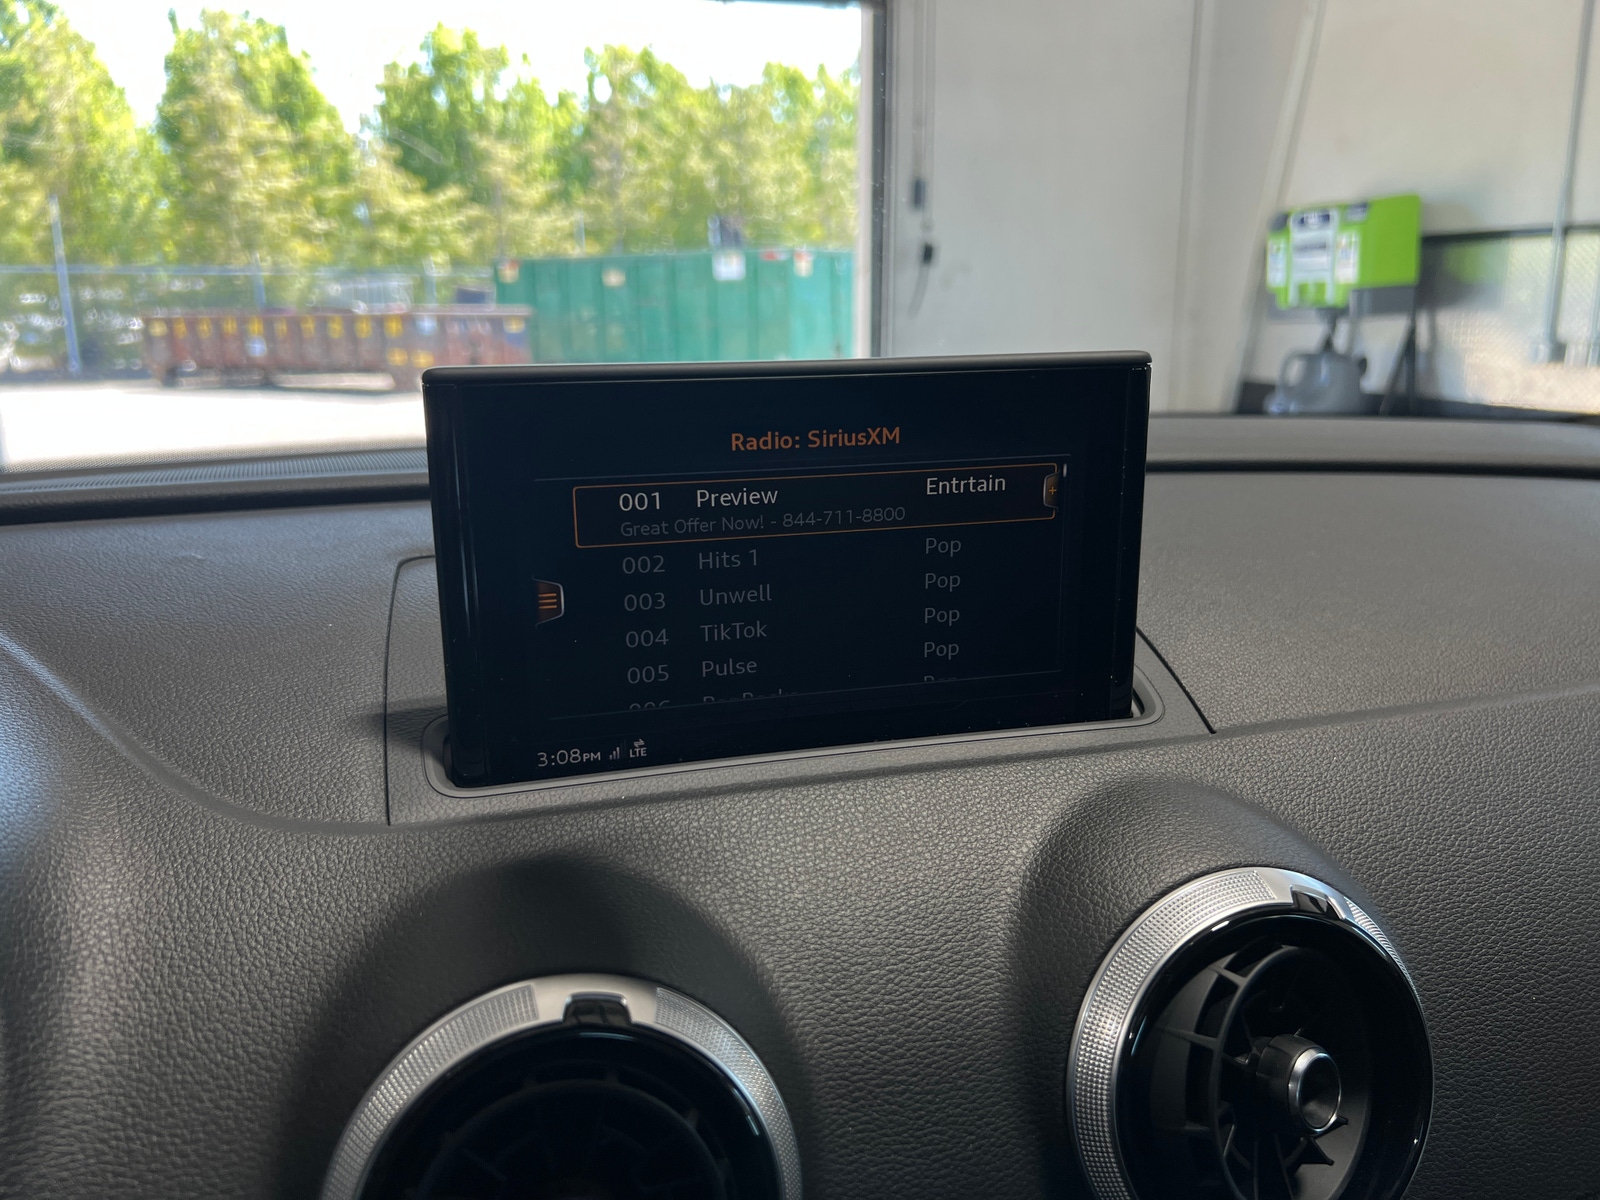 Radio: SiriusXM
001 Preview Entrtain
Great Offer Now! - 844-711-8800
002 Hits 1 Pop
003 Unwell Pop
004 TikTok Pop
005 Pulse Pop
3:08PM LTE